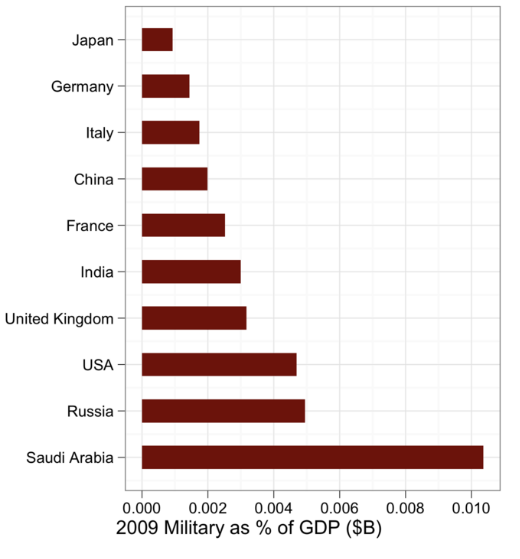 Japan
Germany
Italy
China
France
India
United Kingdom
USA
Russia
Saudi Arabia
0.000 0.002 0.004 0.006 0.008 0.010
2009 Military as % of GDP ($B)